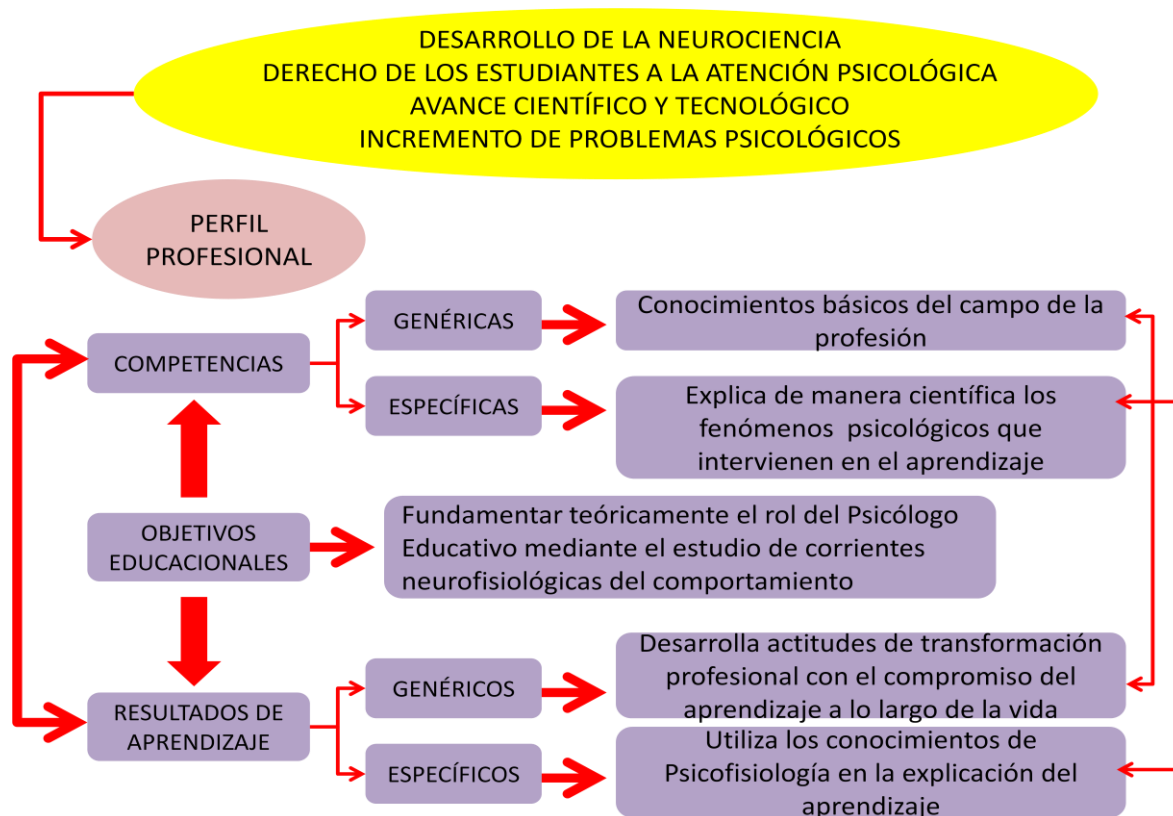 DESARROLLO DE LA NEUROCIENCIA
DERECHO DE LOS ESTUDIANTES A LA ATENCIÓN PSICOLÓGICA
AVANCE CIENTÍFICO Y TECNOLÓGICO
INCREMENTO DE PROBLEMAS PSICOLÓGICOS
PERFIL
PROFESIONAL
COMPETENCIAS
GENÉRICAS
Conocimientos básicos del campo de la
profesión
ESPECÍFICAS
Explica de manera científica los
fenómenos psicológicos que
intervienen en el aprendizaje
OBJETIVOS
EDUCACIONALES
Fundamentar teóricamente el rol del Psicólogo
Educativo mediante el estudio de corrientes
neurofisiológicas del comportamiento
RESULTADOS DE
APRENDIZAJE
GENÉRICOS
Desarrolla actitudes de transformación
profesional con el compromiso del
aprendizaje a lo largo de la vida
ESPECÍFICOS
Utiliza los conocimientos de
Psicofisiología en la explicación del
aprendizaje